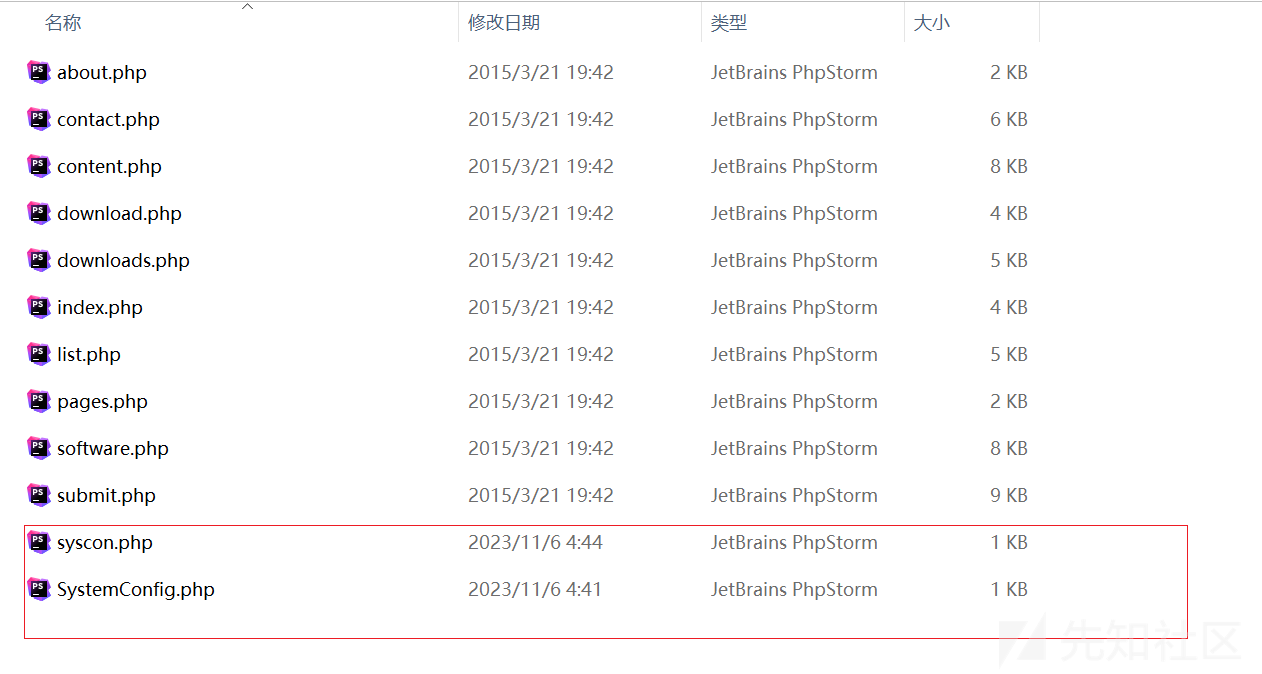 名称 修改日期 类型 大小
about.php 2015/3/21 19:42 JetBrains PhpStorm 2 KB
contact.php 2015/3/21 19:42 JetBrains PhpStorm 6 KB
content.php 2015/3/21 19:42 JetBrains PhpStorm 8 KB
download.php 2015/3/21 19:42 JetBrains PhpStorm 4 KB
downloads.php 2015/3/21 19:42 JetBrains PhpStorm 5 KB
index.php 2015/3/21 19:42 JetBrains PhpStorm 4 KB
list.php 2015/3/21 19:42 JetBrains PhpStorm 5 KB
pages.php 2015/3/21 19:42 JetBrains PhpStorm 2 KB
software.php 2015/3/21 19:42 JetBrains PhpStorm 8 KB
submit.php 2015/3/21 19:42 JetBrains PhpStorm 9 KB
syscon.php 2023/11/6 4:44 JetBrains PhpStorm 1 KB
SystemConfig.php 2023/11/6 4:41 JetBrains PhpStorm 1 KB
先知社区